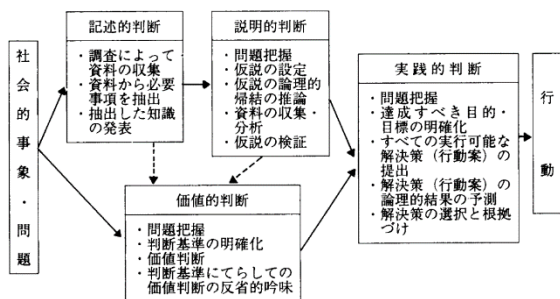 社会的事象・問題
記述的判断
・調査によって
資料の収集
・資料から必要
事項を抽出
・抽出した知識
の発表
説明的判断
・問題把握
・仮説の設定
・仮説の論理的
帰結の推論
・資料の収集・
分析
・仮説の検証
価値的判断
・問題把握
・判断基準の明確化
・価値判断
・判断基準にてらしての
価値判断の反省的吟味
実践的判断
・問題把握
・達成すべき目的・
目標の明確化
・すべての実行可能な
解決策（行動案）の
提出
・解決策（行動案）の
論理的結果の予測
・解決策の選択と根拠
づけ
行動